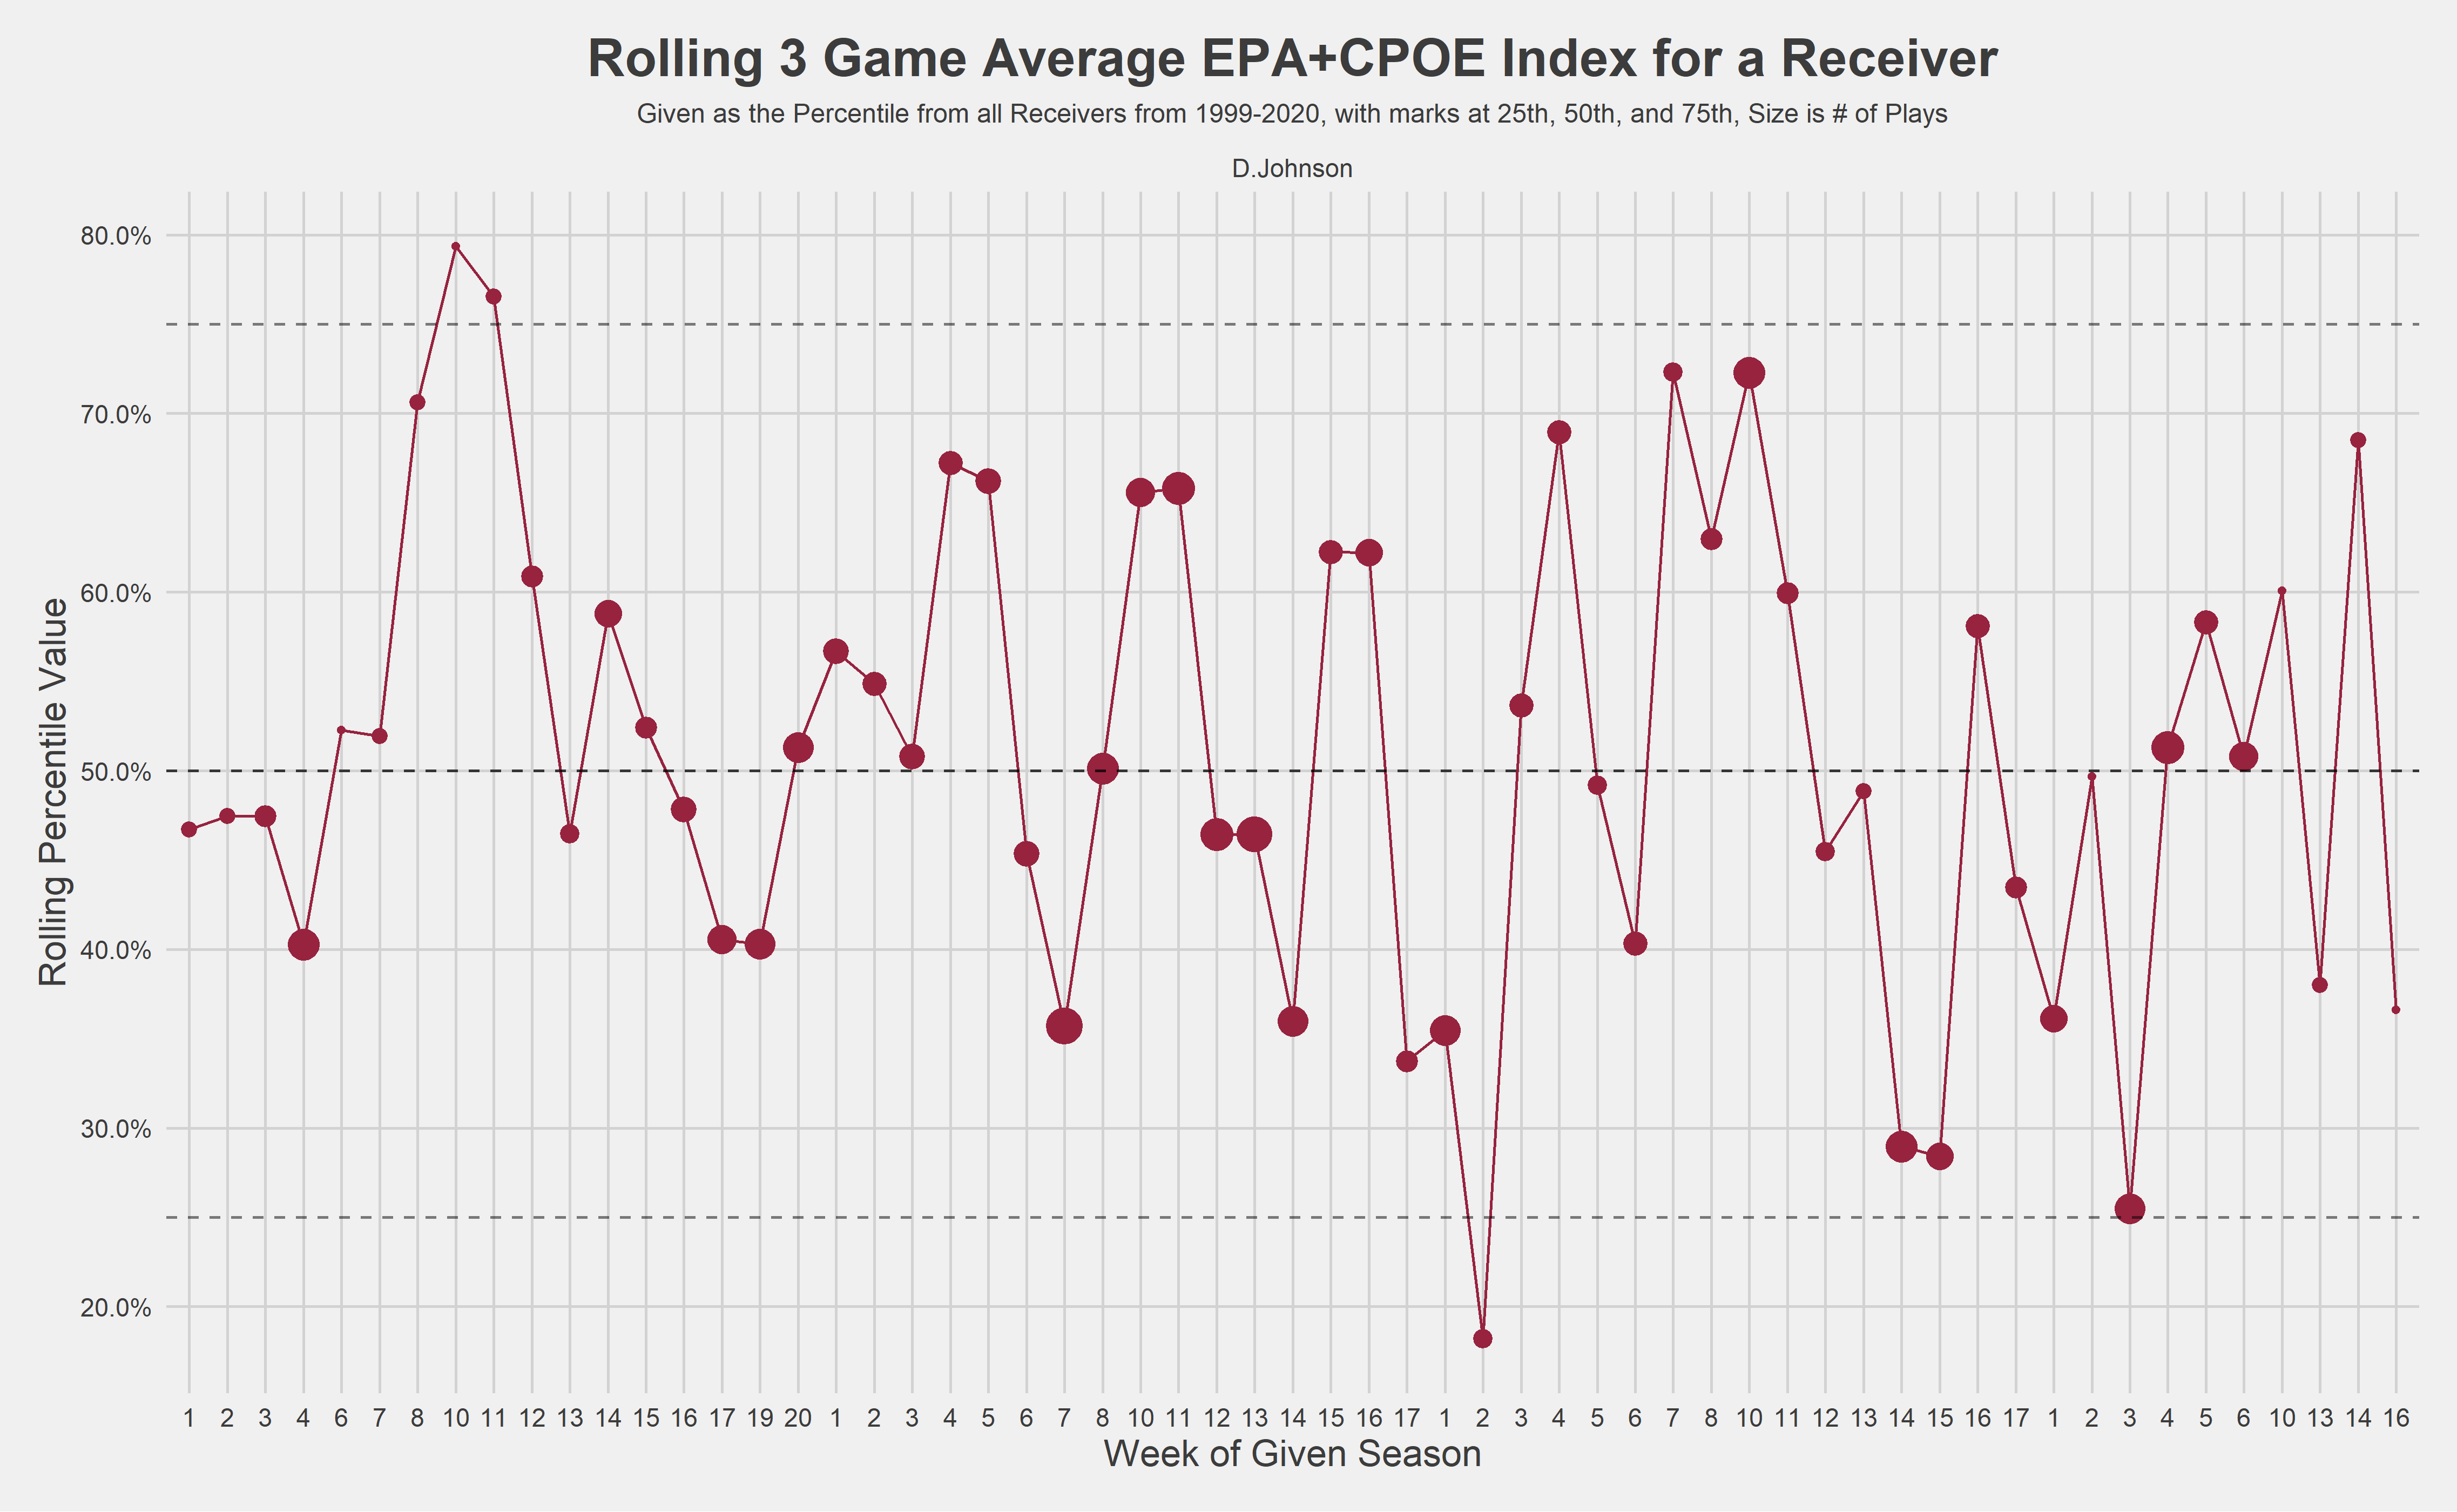 Rolling 3 Game Average EPA+CPOE Index for a Receiver
Given as the Percentile from all Receivers from 1999-2020, with marks at 25th, 50th, and 75th, Size is # of Plays
D.Johnson
80.0%
70.0%
60.0%
50.0%
40.0%
30.0%
20.0%
Rolling Percentile Value
1 2 3 4 6 7 8 10 11 12 13 14 15 16 17 19 20 1 2 3 4 5 6 7 8 10 11 12 13 14 15 16 17 1 2 3 4 5 6 7 8 10 11 12 13 14 15 16 17 1 2 3 4 5 6 10 13 14 16
Week of Given Season